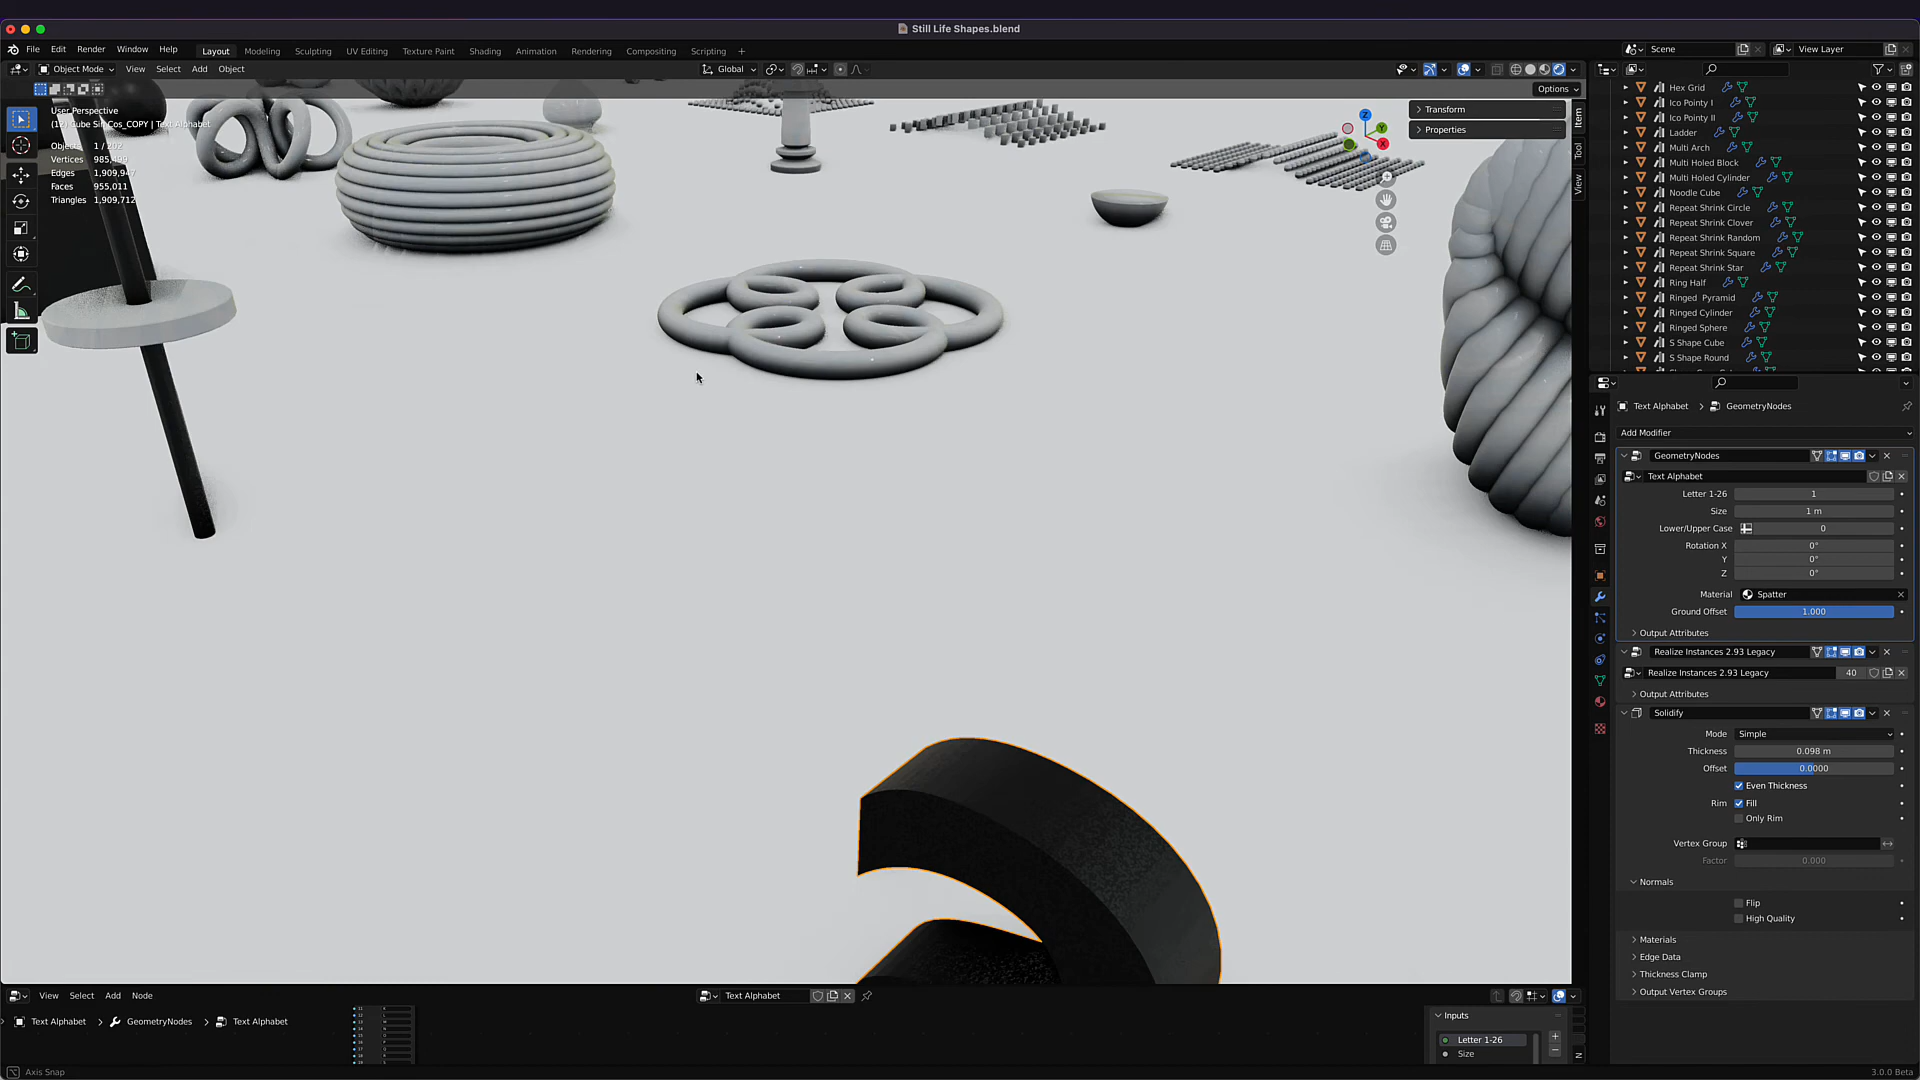 Still Life Shapes.blend
File Edit Render Window Help Layout Modeling Sculpting UV Editing Texture Paint Shading Animation Rendering Compositing Scripting + Scene View Layer
Object Mode View Select Add Object Global
Options
User Perspective
Cube Sin Cos_COPY | Text Alphabet
Objects 1 / 202
Vertices 985,499
Edges 1,909,947
Faces 955,011
Triangles 1,909,712
Transform
Properties
Item
Tool
View
Z
Y
X
Hex Grid
Ico Pointy I
Ico Pointy II
Ladder
Multi Arch
Multi Holed Block
Multi Holed Cylinder
Noodle Cube
Repeat Shrink Circle
Repeat Shrink Clover
Repeat Shrink Random
Repeat Shrink Square
Repeat Shrink Star
Ring Half
Ringed Pyramid
Ringed Cylinder
Ringed Sphere
S Shape Cube
S Shape Round
Text Alphabet > GeometryNodes
Add Modifier
GeometryNodes
Text Alphabet
Letter 1-26 1
Size 1 m
Lower/Upper Case 0
Rotation X 0°
Y 0°
Z 0°
Material Spatter
Ground Offset 1.000
Output Attributes
Realize Instances 2.93 Legacy
Realize Instances 2.93 Legacy 40
Output Attributes
Solidify
Mode Simple
Thickness 0.098 m
Offset 0.0000
Even Thickness
Rim Fill
Only Rim
Vertex Group
Factor 0.000
Normals
Flip
High Quality
Materials
Edge Data
Thickness Clamp
Output Vertex Groups
View Select Add Node Text Alphabet
Text Alphabet > GeometryNodes > Text Alphabet
Inputs
Letter 1-26
Size
N
Axis Snap
3.0.0 Beta